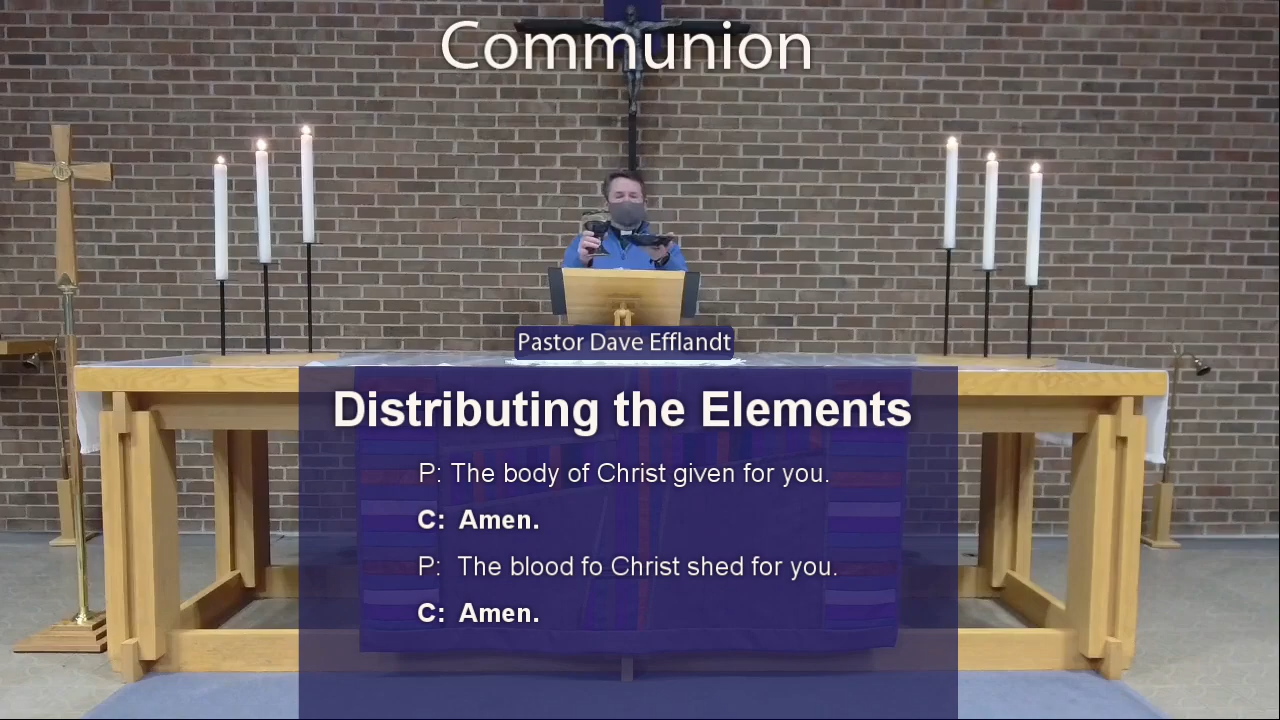 Communion
Pastor Dave Efflandt
Distributing the Elements
P: The body of Christ given for you.
C: Amen.
P: The blood fo Christ shed for you.
C: Amen.